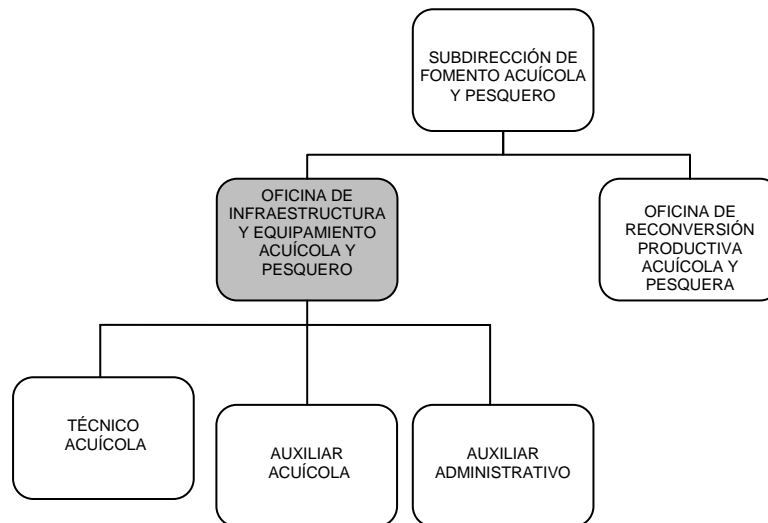 SUBDIRECCIÓN DE
FOMENTO ACUÍCOLA
Y PESQUERO
OFICINA DE
INFRAESTRUCTURA
Y EQUIPAMIENTO
ACUÍCOLA Y
PESQUERO
OFICINA DE
RECONVERSIÓN
PRODUCTIVA
ACUÍCOLA Y
PESQUERA
TÉCNICO
ACUÍCOLA
AUXILIAR
ACUÍCOLA
AUXILIAR
ADMINISTRATIVO